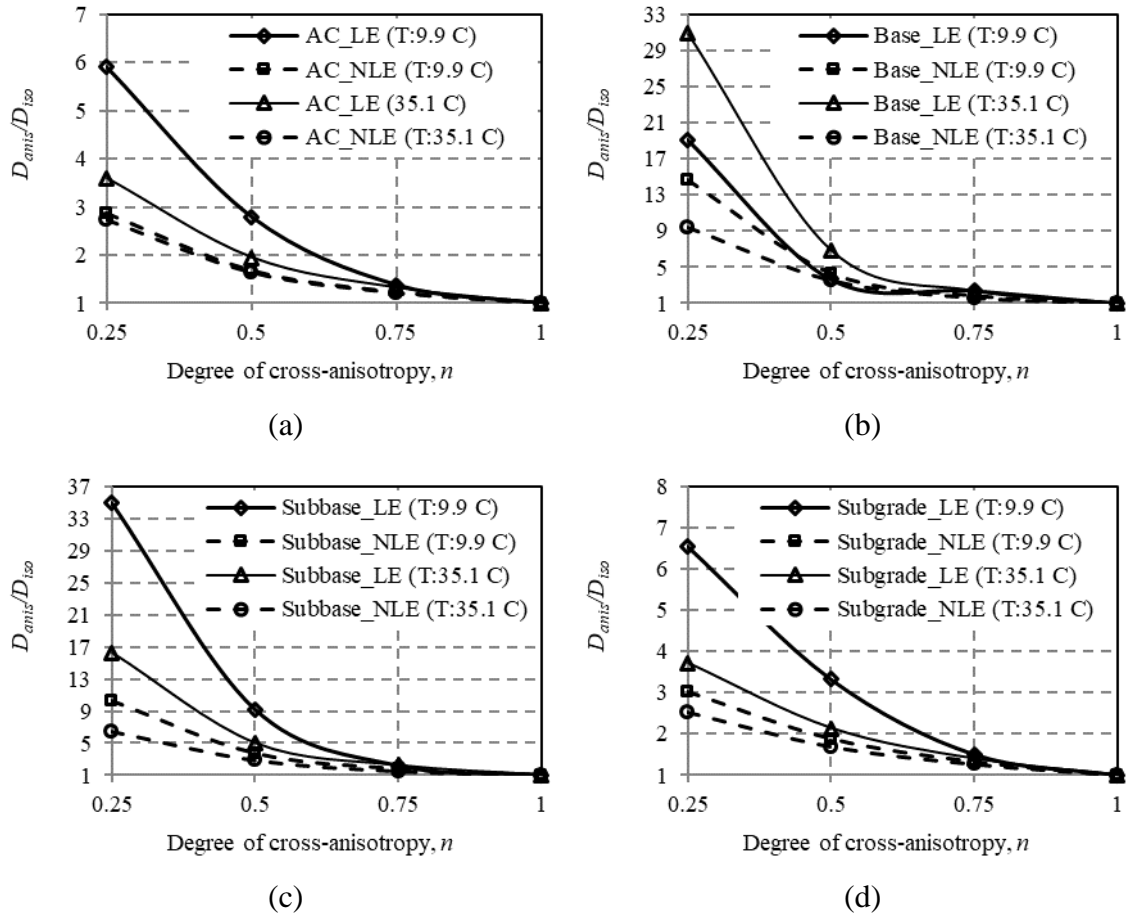 7
6
5
4
3
2
1
D_anis/D_iso
AC_LE (T:9.9 C)
AC_NLE (T:9.9 C)
AC_LE (35.1 C)
AC_NLE (T:35.1 C)
0.25 0.5 0.75 1
Degree of cross-anisotropy, n
(a)
33
29
25
21
17
13
9
5
1
D_anis/D_iso
Base_LE (T:9.9 C)
Base_NLE (T:9.9 C)
Base_LE (T:35.1 C)
Base_NLE (T:35.1 C)
0.25 0.5 0.75 1
Degree of cross-anisotropy, n
(b)
37
33
29
25
21
17
13
9
5
1
D_anis/D_iso
Subbase_LE (T:9.9 C)
Subbase_NLE (T:9.9 C)
Subbase_LE (T:35.1 C)
Subbase_NLE (T:35.1 C)
0.25 0.5 0.75 1
Degree of cross-anisotropy, n
(c)
8
7
6
5
4
3
2
1
D_anis/D_iso
Subgrade_LE (T:9.9 C)
Subgrade_NLE (T:9.9 C)
Subgrade_LE (T:35.1 C)
Subgrade_NLE (T:35.1 C)
0.25 0.5 0.75 1
Degree of cross-anisotropy, n
(d)